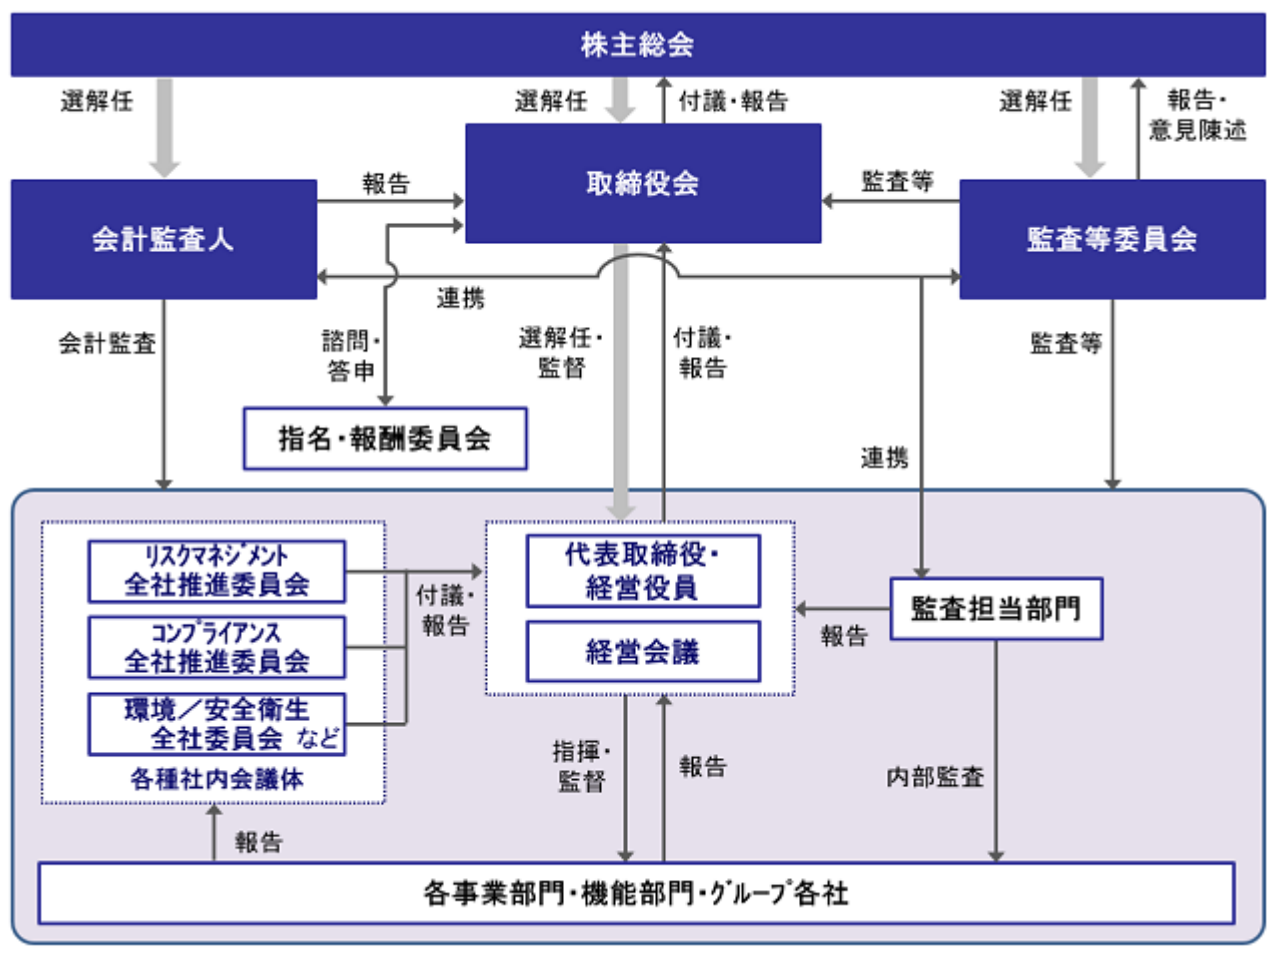 株主総会
選解任
選解任
付議・報告
選解任
報告・
意見陳述
取締役会
報告
監査等
会計監査人
監査等委員会
連携
会計監査
諮問・
答申
選解任・
監督
付議・
報告
監査等
指名・報酬委員会
連携
ﾘｽｸﾏﾈｼﾞﾒﾝﾄ
全社推進委員会
ｺﾝﾌﾟﾗｲｱﾝｽ
全社推進委員会
環境／安全衛生
全社委員会 など
各種社内会議体
付議・
報告
代表取締役・
経営役員
経営会議
報告
監査担当部門
指揮・
監督
報告
内部監査
報告
各事業部門・機能部門・ｸﾞﾙｰﾌﾟ各社